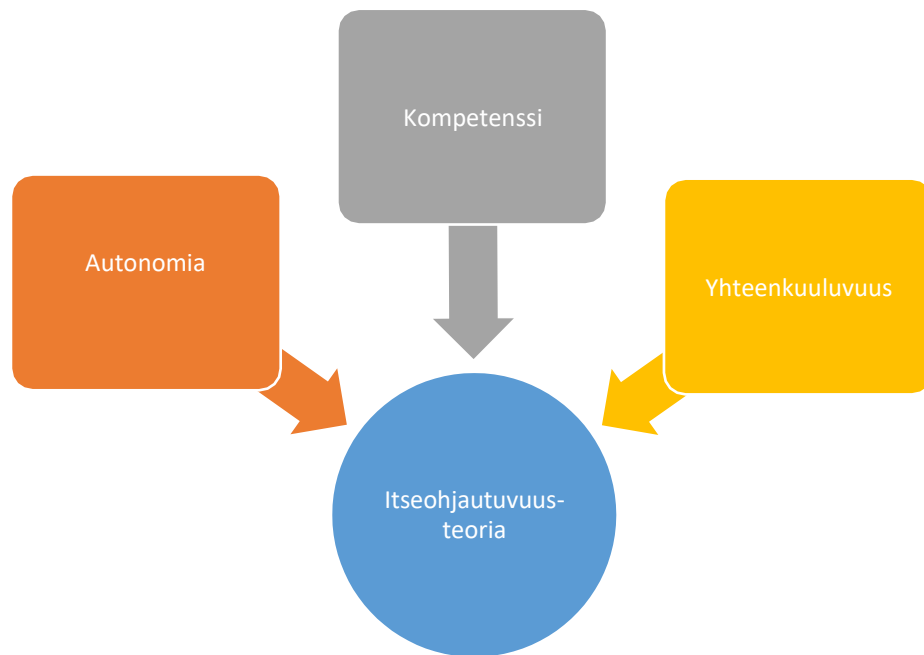 Kompetenssi
Autonomia
Yhteenkuuluvuus
Itseohjautuvuus-
teoria